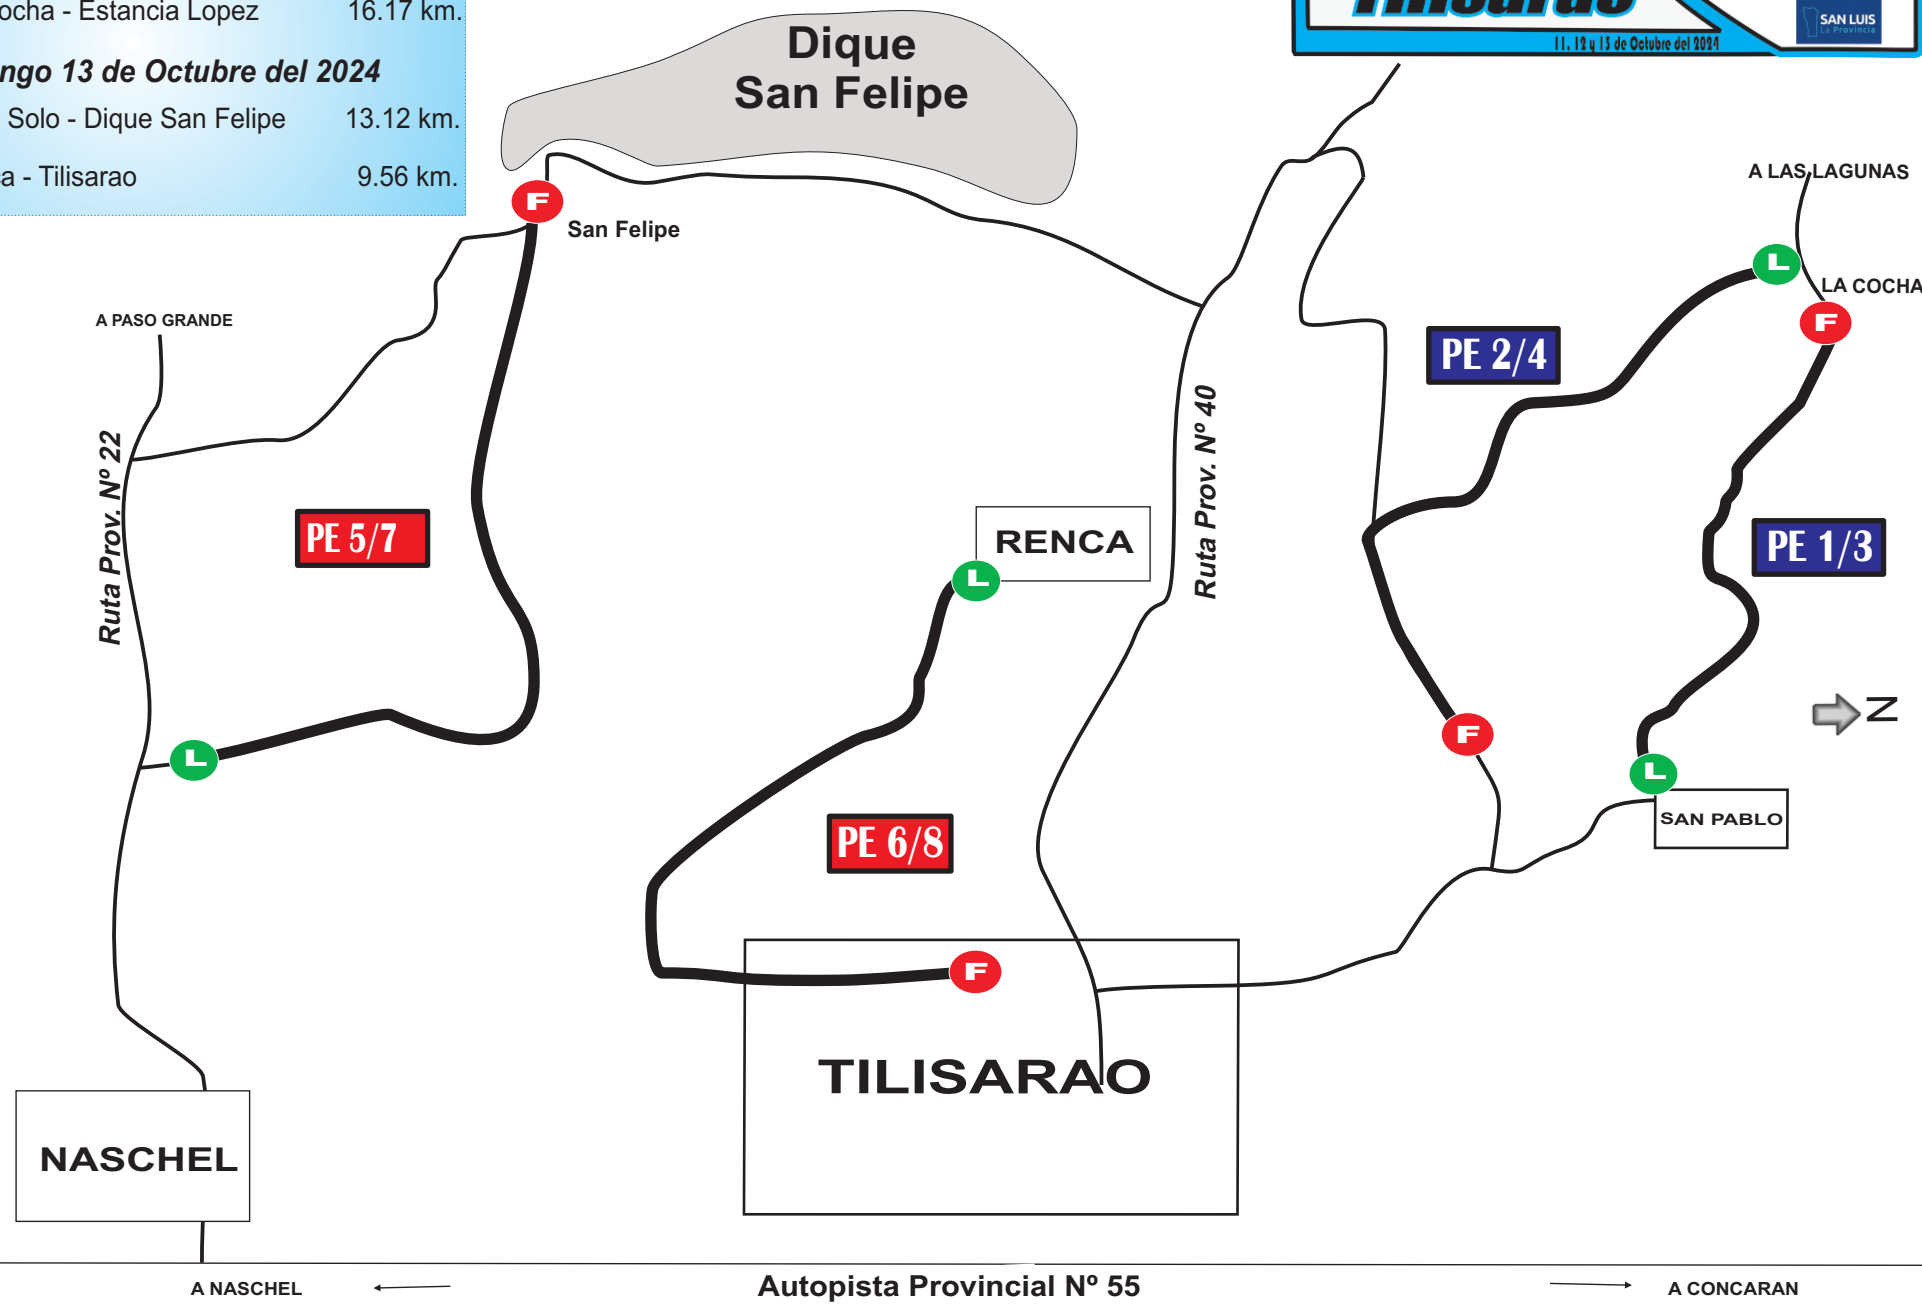 ocha - Estancia Lopez 16.17 km.
ngo 13 de Octubre del 2024
Solo - Dique San Felipe 13.12 km.
a - Tilisarao 9.56 km.
Tilisarao
11, 12 y 13 de Octubre del 2024
SAN LUIS
La Provincia
Dique
San Felipe
A LAS LAGUNAS
F
San Felipe
L
LA COCHA
F
A PASO GRANDE
PE 2/4
Ruta Prov. Nº 22
Ruta Prov. Nº 40
PE 5/7
RENCA
L
PE 1/3
N
F
L
L
SAN PABLO
PE 6/8
F
TILISARAO
NASCHEL
A NASCHEL
Autopista Provincial Nº 55
A CONCARAN